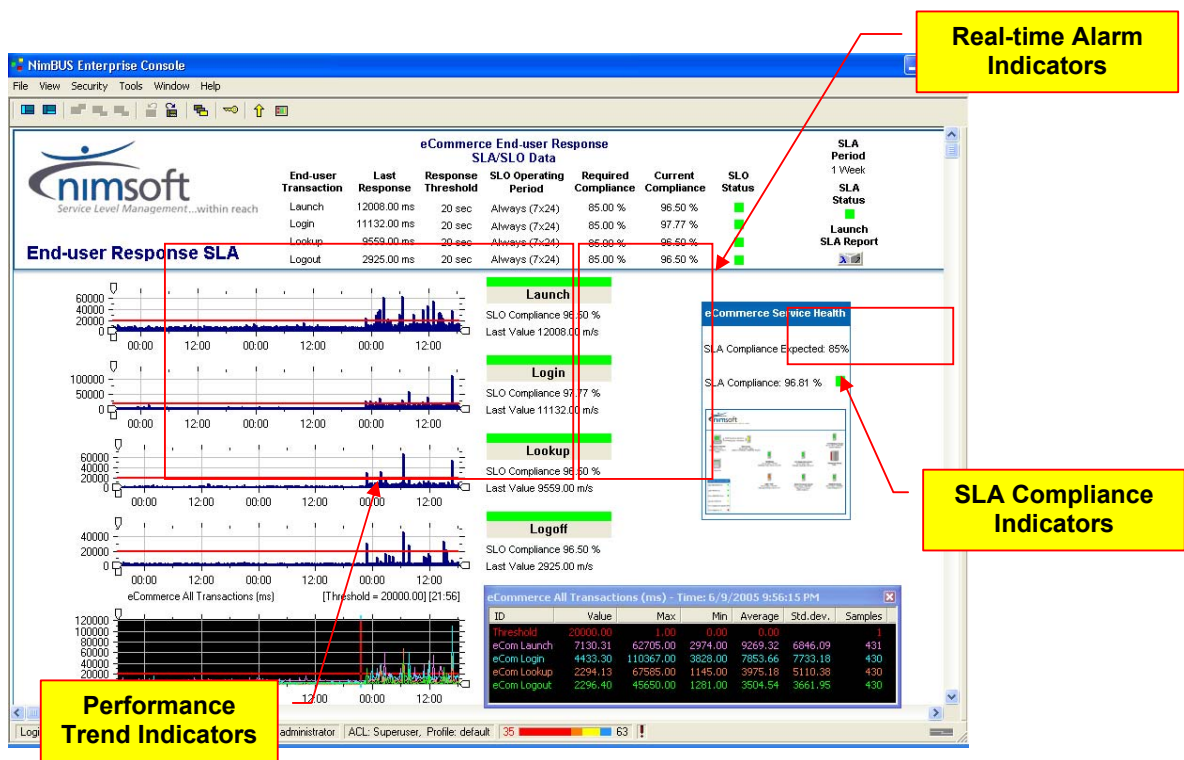 Real-time Alarm
Indicators
NimBUS Enterprise Console
File View Security Tools Window Help
nimsoft
Service Level Management...within reach
End-user Response SLA
eCommerce End-user Response
SLA/SLO Data
End-user Transaction Last Response Response Threshold SLO Operating Period Required Compliance Current Compliance SLO Status
Launch 12008.00 ms 20 sec Always (7x24) 85.00 % 96.50 %
Login 11132.00 ms 20 sec Always (7x24) 85.00 % 97.77 %
Lookup 9559.00 ms 20 sec Always (7x24) 85.00 % 96.50 %
Logout 2925.00 ms 20 sec Always (7x24) 85.00 % 96.50 %
SLA
Period
1 Week
SLA
Status
Launch
SLA Report
60000
40000
20000
0
00:00 12:00 00:00 12:00 00:00 12:00
Launch
SLO Compliance 96.50 %
Last Value 12008.00 m/s
100000
50000
0
00:00 12:00 00:00 12:00 00:00 12:00
Login
SLO Compliance 97.77 %
Last Value 11132.00 m/s
60000
40000
20000
0
00:00 12:00 00:00 12:00 00:00 12:00
Lookup
SLO Compliance 96.50 %
Last Value 9559.00 m/s
40000
20000
0
00:00 12:00 00:00 12:00 00:00 12:00
Logoff
SLO Compliance 96.50 %
Last Value 2925.00 m/s
eCommerce Service Health
SLA Compliance Expected: 85%
SLA Compliance: 96.81 %
nimsoft
SLA Compliance
Indicators
eCommerce All Transactions (ms) [Threshold = 20000.00] [21:56]
120000
100000
80000
60000
40000
20000
12:00 00:00 12:00
eCommerce All Transactions (ms) - Time: 6/9/2005 9:56:15 PM
ID Value Max Min Average Std.dev. Samples
Threshold 20000.00 1.00 0.00 0.00 1
eCom Launch 7130.31 62705.00 2974.00 9269.32 6846.09 431
eCom Login 4433.30 110367.00 3828.00 7853.66 7733.18 430
eCom Lookup 2294.13 67585.00 1145.00 3975.18 5110.38 430
eCom Logout 2296.40 45650.00 1281.00 3504.54 3661.95 430
Performance
Trend Indicators
Logi administrator ACL: Superuser, Profile: default 35 63 !